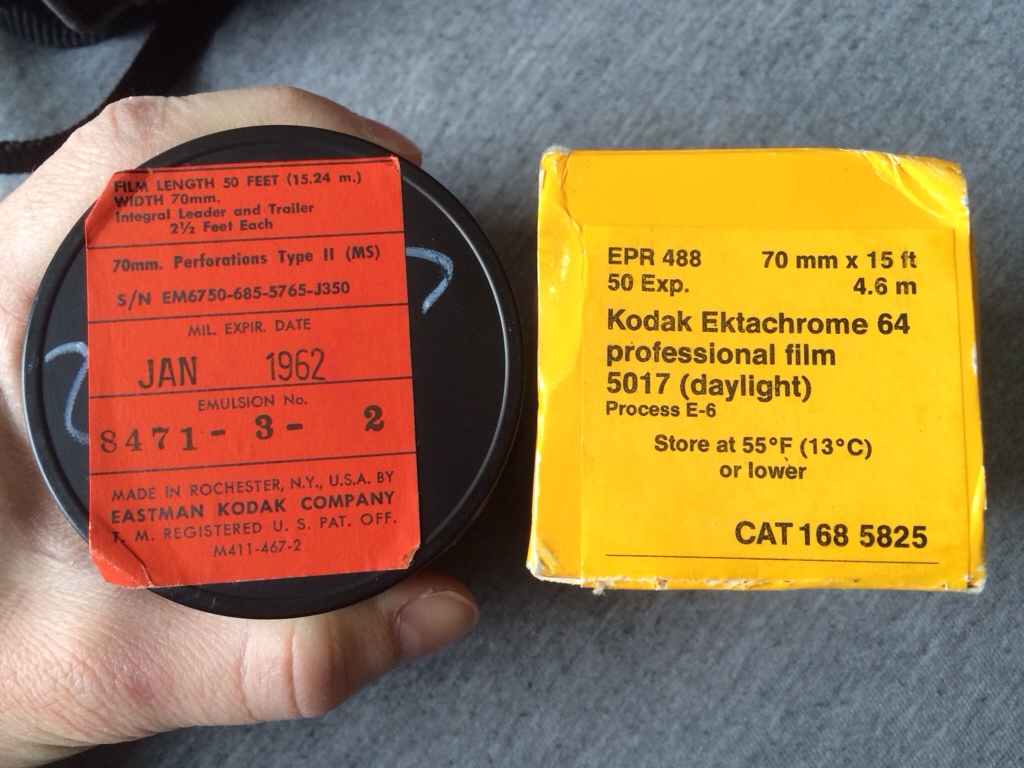 FILM LENGTH 50 FEET (15.24 m.)
WIDTH 70mm.
Integral Leader and Trailer
2½ Feet Each
70mm. Perforations Type II (MS)
S/N EM6750-685-5765-J350
MIL. EXPIR. DATE
JAN 1962
EMULSION No.
8471- 3- 2
MADE IN ROCHESTER, N.Y., U.S.A. BY
EASTMAN KODAK COMPANY
T. M. REGISTERED U. S. PAT. OFF.
M411-467-2
EPR 488 70 mm x 15 ft
50 Exp. 4.6 m
Kodak Ektachrome 64
professional film
5017 (daylight)
Process E-6
Store at 55°F (13°C)
or lower
CAT 168 5825